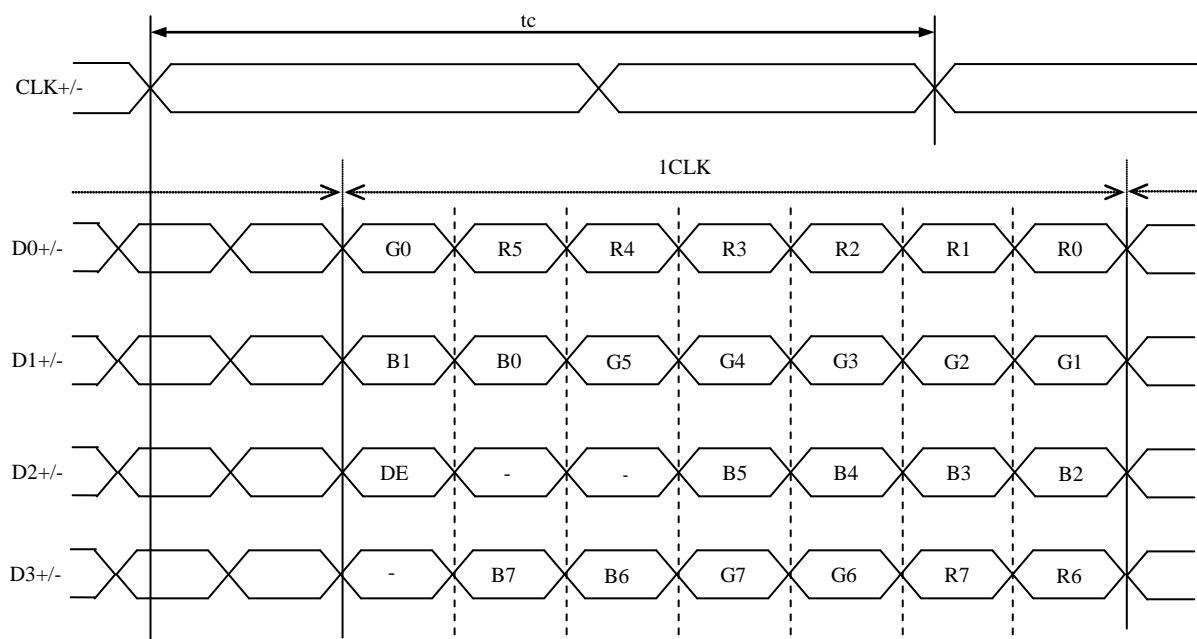 tc
CLK+/-
1CLK
D0+/- G0 R5 R4 R3 R2 R1 R0
D1+/- B1 B0 G5 G4 G3 G2 G1
D2+/- DE - - B5 B4 B3 B2
D3+/- - B7 B6 G7 G6 R7 R6